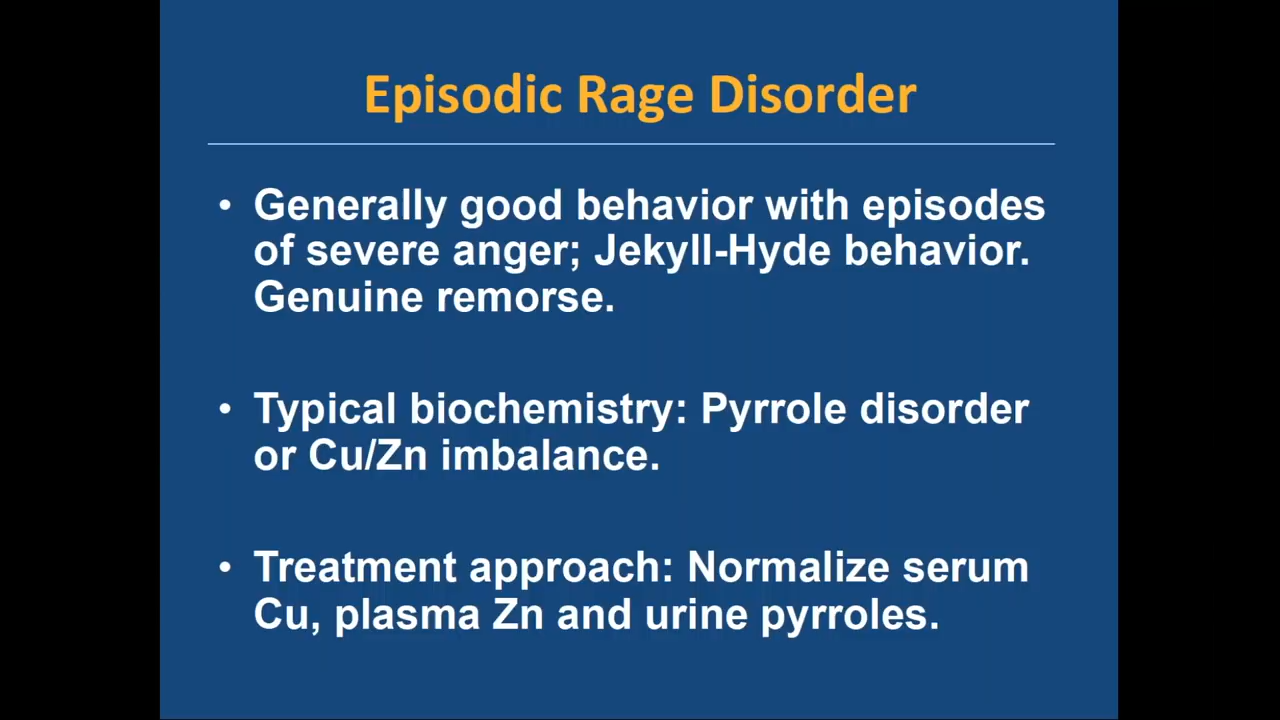 Episodic Rage Disorder
• Generally good behavior with episodes
of severe anger; Jekyll-Hyde behavior.
Genuine remorse.
• Typical biochemistry: Pyrrole disorder
or Cu/Zn imbalance.
• Treatment approach: Normalize serum
Cu, plasma Zn and urine pyrroles.